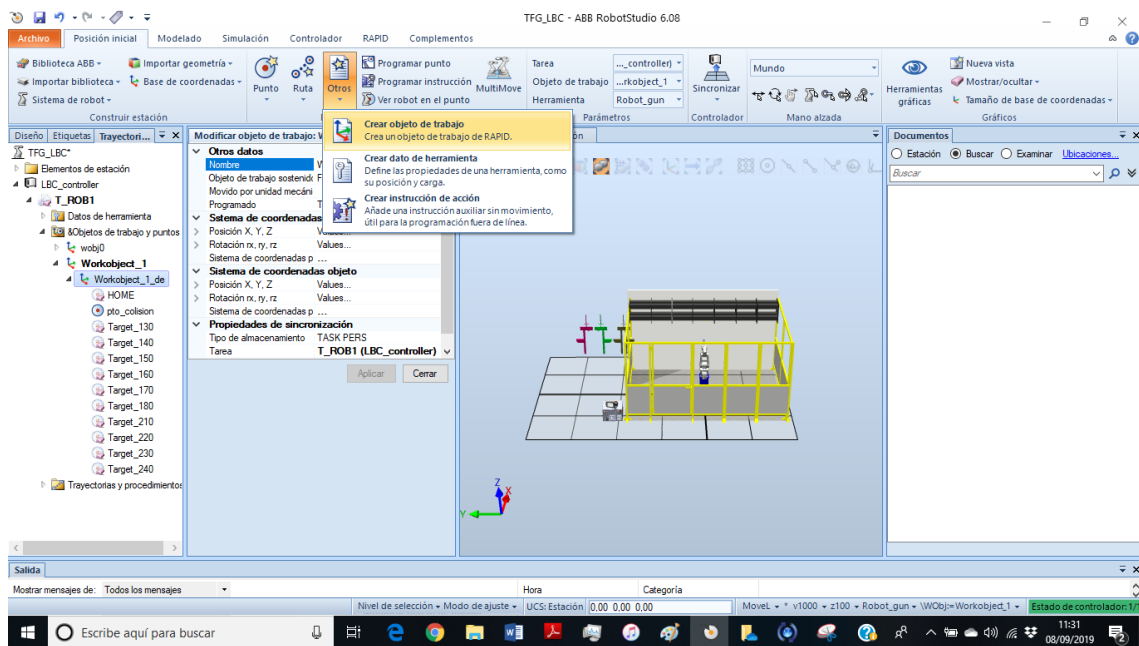 TFG_LBC - ABB RobotStudio 6.08
Archivo Posición inicial Modelado Simulación Controlador RAPID Complementos
Biblioteca ABB
Importar biblioteca
Sistema de robot
Importar geometría
Base de coordenadas
Construir estación
Punto
Ruta
Otros
Programar punto
Programar instrucción
Ver robot en el punto
MultiMove
Tarea ..._controller)
Objeto de trabajo ...rkobject_1
Herramienta Robot_gun
Parámetros
Sincronizar
Controlador
Mundo
Mano alzada
Herramientas gráficas
Nueva vista
Mostrar/ocultar
Tamaño de base de coordenadas
Gráficos
Crear objeto de trabajo
Crea un objeto de trabajo de RAPID.
Crear dato de herramienta
Define las propiedades de una herramienta, como
su posición y carga.
Crear instrucción de acción
Añade una instrucción auxiliar sin movimiento,
útil para la programación fuera de línea.
Diseño Etiquetas Trayectori...
TFG_LBC*
Elementos de estación
LBC_controller
T_ROB1
Datos de herramienta
&Objetos de trabajo y puntos
wobj0
Workobject_1
Workobject_1_de
HOME
pto_colision
Target_130
Target_140
Target_150
Target_160
Target_170
Target_180
Target_210
Target_220
Target_230
Target_240
Trayectorias y procedimientos
Modificar objeto de trabajo:
Otros datos
Nombre
Objeto de trabajo sostenido
Movido por unidad mecáni
Programado
Sstema de coordenadas
Posición X, Y, Z Values...
Rotación rx, ry, rz Values...
Sistema de coordenadas p ...
Sistema de coordenadas objeto
Posición X, Y, Z Values...
Rotación rx, ry, rz Values...
Sistema de coordenadas p ...
Propiedades de sincronización
Tipo de almacenamiento TASK PERS
Tarea T_ROB1 (LBC_controller)
Aplicar Cerrar
Z
X
Y
Documentos
Estación Buscar Examinar Ubicaciones...
Buscar
Salida
Mostrar mensajes de: Todos los mensajes Hora Categoría
Nivel de selección Modo de ajuste UCS: Estación 0,00 0,00 0,00 MoveL * v1000 z100 Robot_gun \WObj:=Workobject_1 Estado de controlador: 1/1
Escribe aquí para buscar
11:31
08/09/2019
2